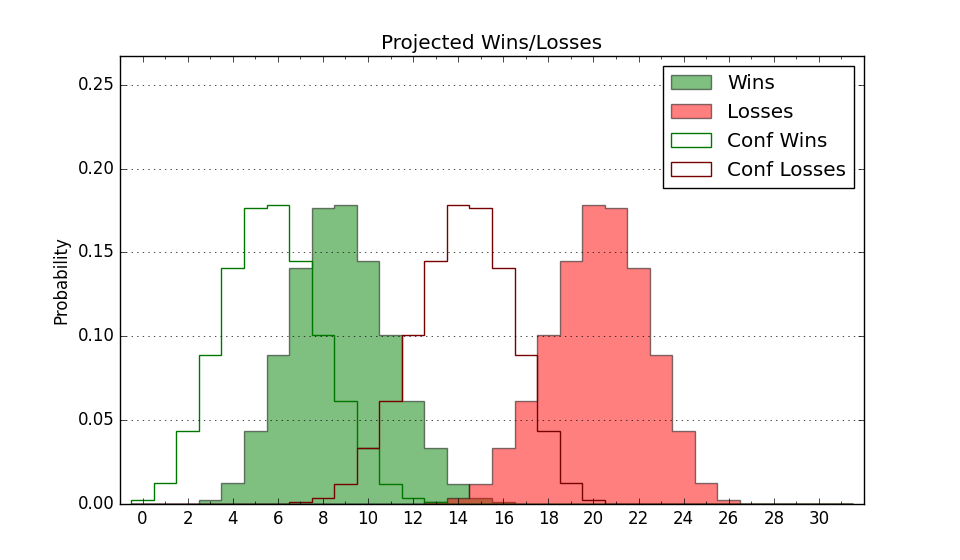 Projected Wins/Losses
Wins
Losses
Conf Wins
Conf Losses
Probability
0.25
0.20
0.15
0.10
0.05
0.00
0 2 4 6 8 10 12 14 16 18 20 22 24 26 28 30